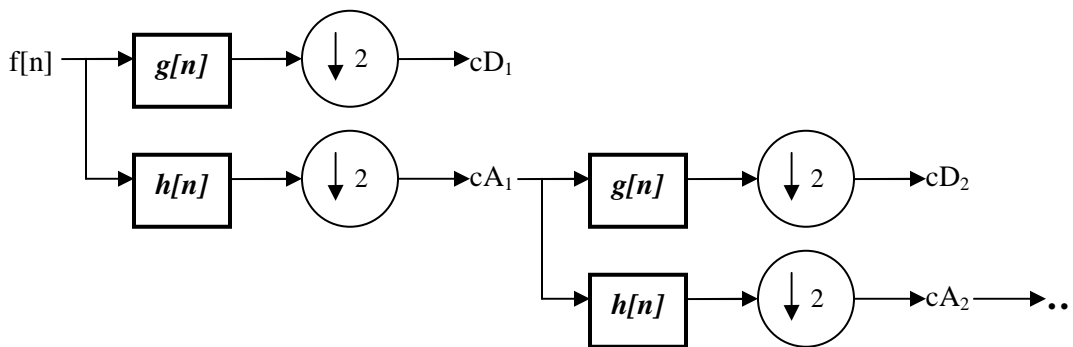 f[n] g[n] 2 cD₁
h[n] 2 cA₁ g[n] 2 cD₂
h[n] 2 cA₂ ..